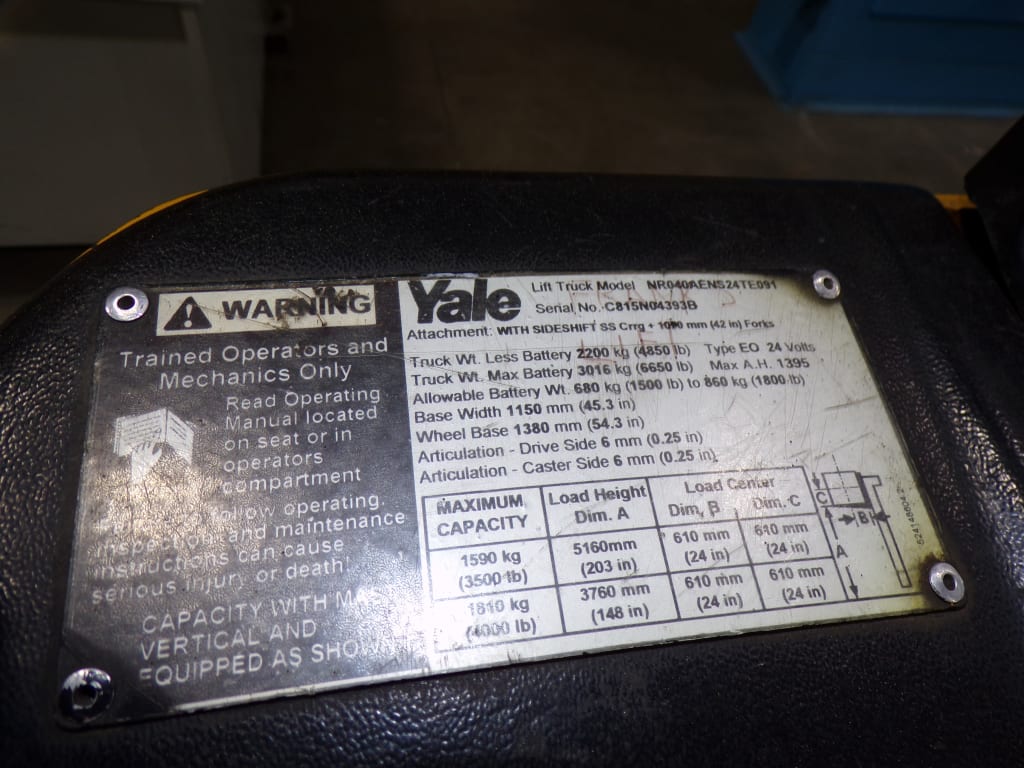 WARNING
Trained Operators and
Mechanics Only
Read Operating
Manual located
on seat or in
operators
compartment
follow operating,
and maintenance
instructions can cause
serious injury or death
CAPACITY WITH
VERTICAL AND
EQUIPPED AS SHOWN
Yale
Lift Truck Model NR040AENS24TE091
Serial No. C815N04393B
Attachment: WITH SIDESHIFT SS Crrg + 1090 mm (42 in) Forks
Truck Wt. Less Battery 2200 kg (4850 lb) Type EO 24 Volts
Truck Wt. Max Battery 3016 kg (6650 lb) Max A.H. 1395
Allowable Battery Wt. 680 kg (1500 lb) to 860 kg (1800 lb)
Base Width 1150 mm (45.3 in)
Wheel Base 1380 mm (54.3 in)
Articulation - Drive Side 6 mm (0.25 in)
Articulation - Caster Side 6 mm (0.25 in)
MAXIMUM CAPACITY Load Height Dim. A Load Center Dim. B Dim. C
1590 kg (3500 lb) 5160mm (203 in) 610 mm (24 in) 610 mm (24 in)
1810 kg (4000 lb) 3760 mm (148 in) 610 mm (24 in) 610 mm (24 in)
C
B
A